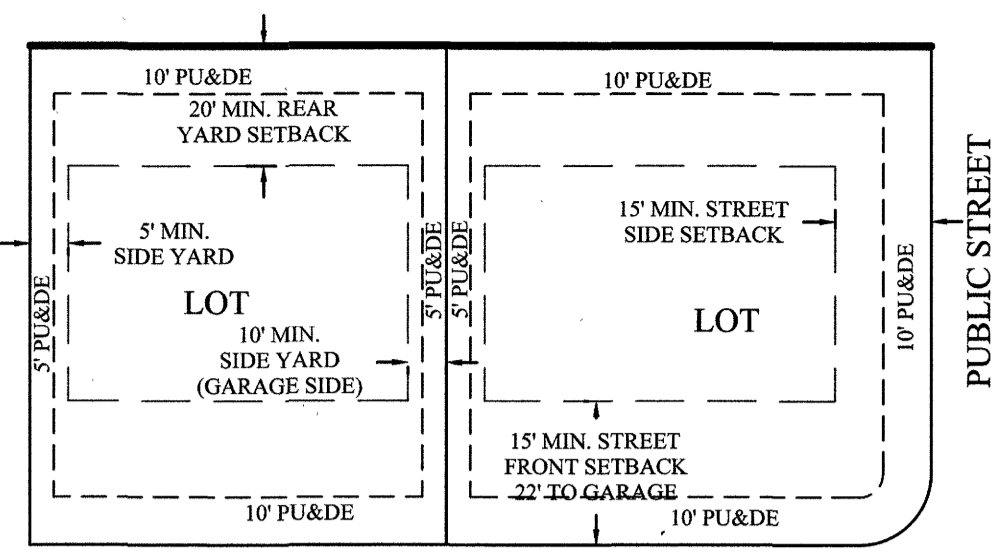 10' PU&DE
10' PU&DE
20' MIN. REAR
YARD SETBACK
15' MIN. STREET
SIDE SETBACK
5' MIN.
SIDE YARD
5' PU&DE
5' PU&DE
5' PU&DE
10' PU&DE
PUBLIC STREET
LOT
LOT
10' MIN.
SIDE YARD
(GARAGE SIDE)
15' MIN. STREET
FRONT SETBACK
22' TO GARAGE
10' PU&DE
10' PU&DE